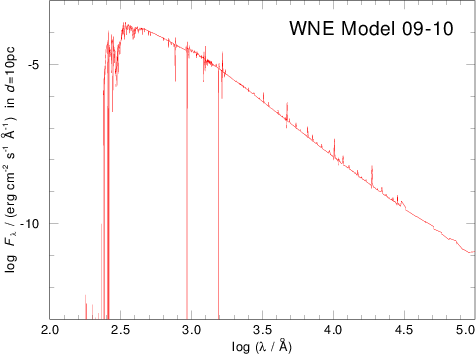 WNE Model 09-10
log F λ / (erg cm-2 s-1 Å-1) in d=10pc
-5
-10
2.0 2.5 3.0 3.5 4.0 4.5 5.0
log (λ / Å)